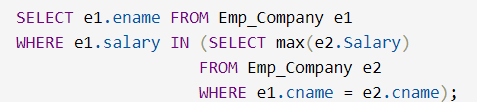 SELECT e1.ename FROM Emp_Company e1
WHERE e1.salary IN (SELECT max(e2.Salary)
FROM Emp_Company e2
WHERE e1.cname = e2.cname);